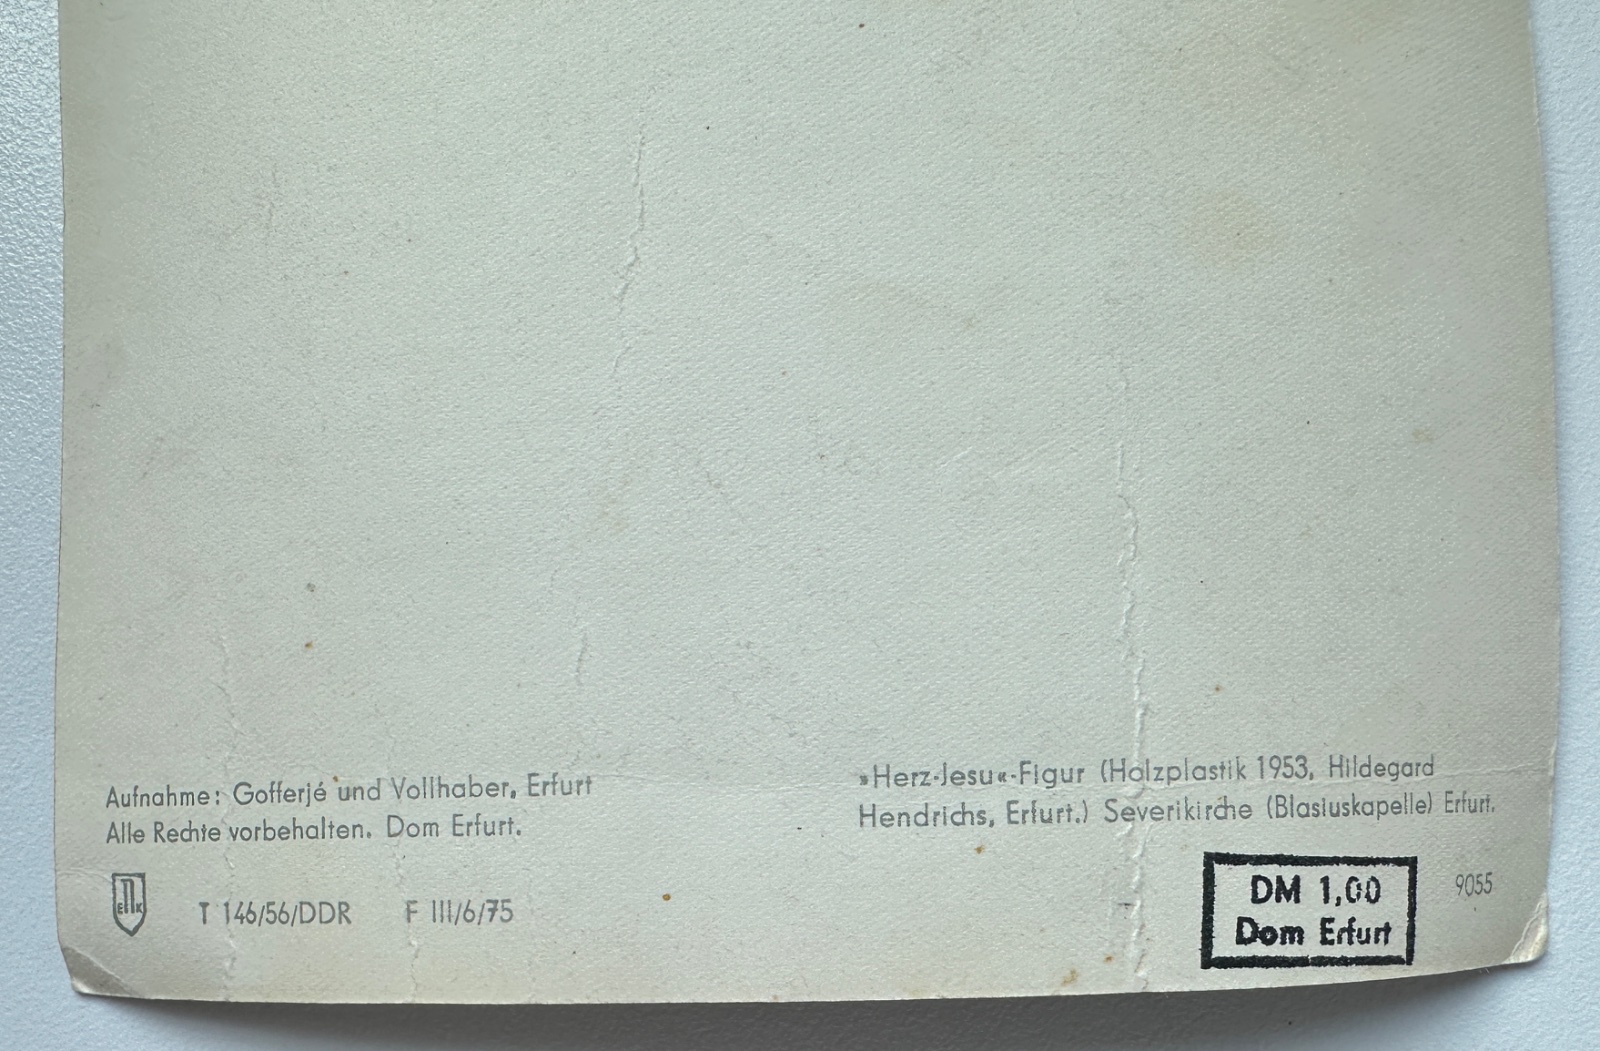 Aufnahme: Gofferjé und Vollhaber, Erfurt
Alle Rechte vorbehalten. Dom Erfurt.
T 146/56/DDR F III/6/75
»Herz-Jesu«-Figur (Holzplastik 1953, Hildegard
Hendrichs, Erfurt.) Severikirche (Blasiuskapelle) Erfurt.
DM 1,00
Dom Erfurt
9055